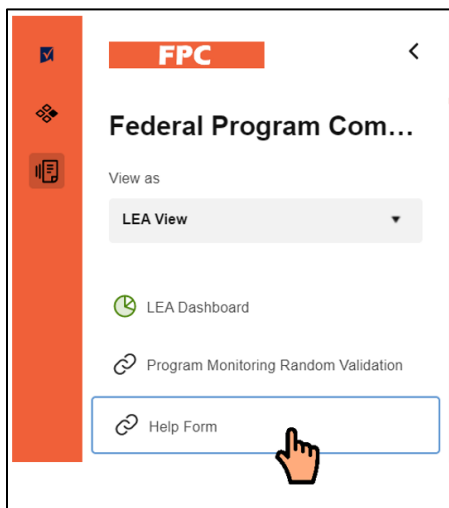 FPC
Federal Program Com...
View as
LEA View
LEA Dashboard
Program Monitoring Random Validation
Help Form